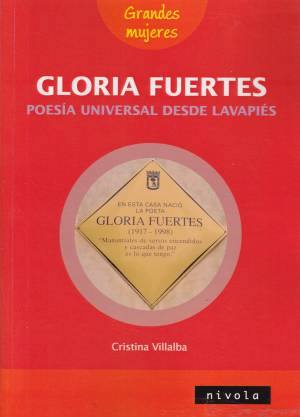 Grandes
mujeres
GLORIA FUERTES
POESÍA UNIVERSAL DESDE LAVAPIÉS
EN ESTA CASA NACIÓ
LA POETA
GLORIA FUERTES
(1917 - 1998)
"Manantiales de versos encendidos
y cascadas de paz
es lo que tengo."
Cristina Villalba
nivola